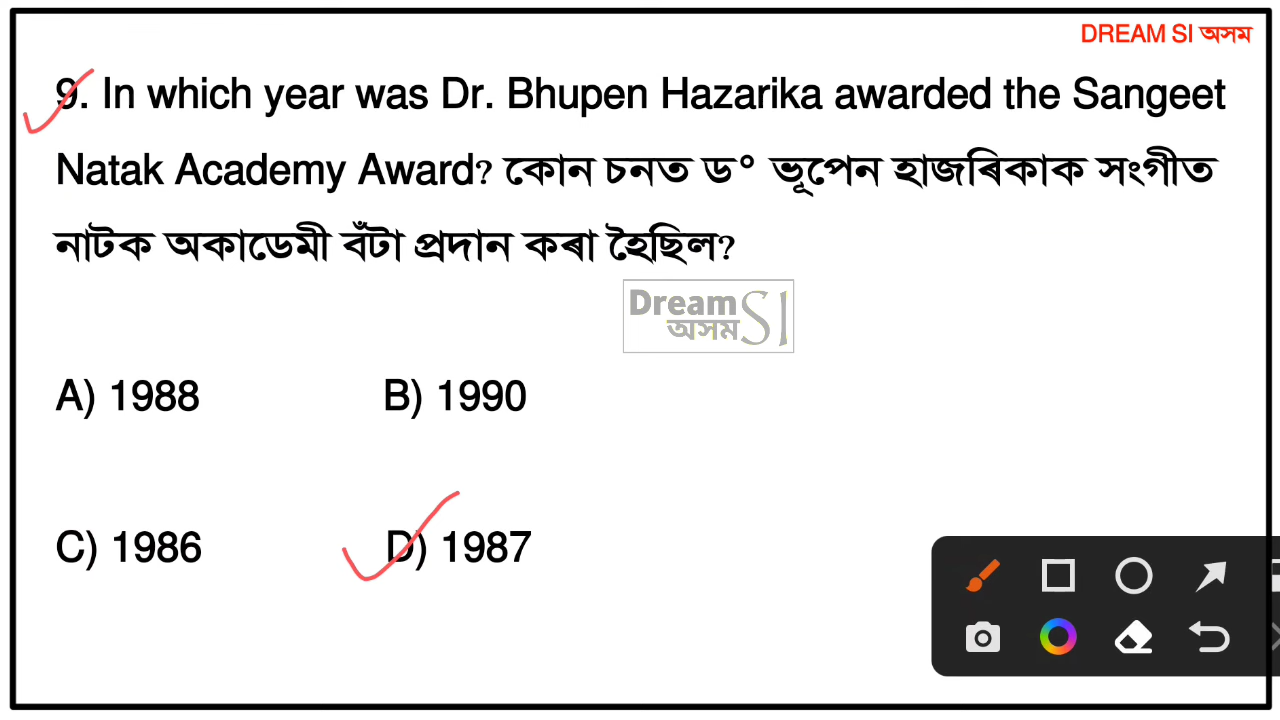 DREAM SI অসম
9. In which year was Dr. Bhupen Hazarika awarded the Sangeet
Natak Academy Award? কোন চনত ড° ভূপেন হাজৰিকাক সংগীত
নাটক অকাডেমী বঁটা প্ৰদান কৰা হৈছিল?
Dream SI
অসম
A) 1988 B) 1990
C) 1986 D) 1987